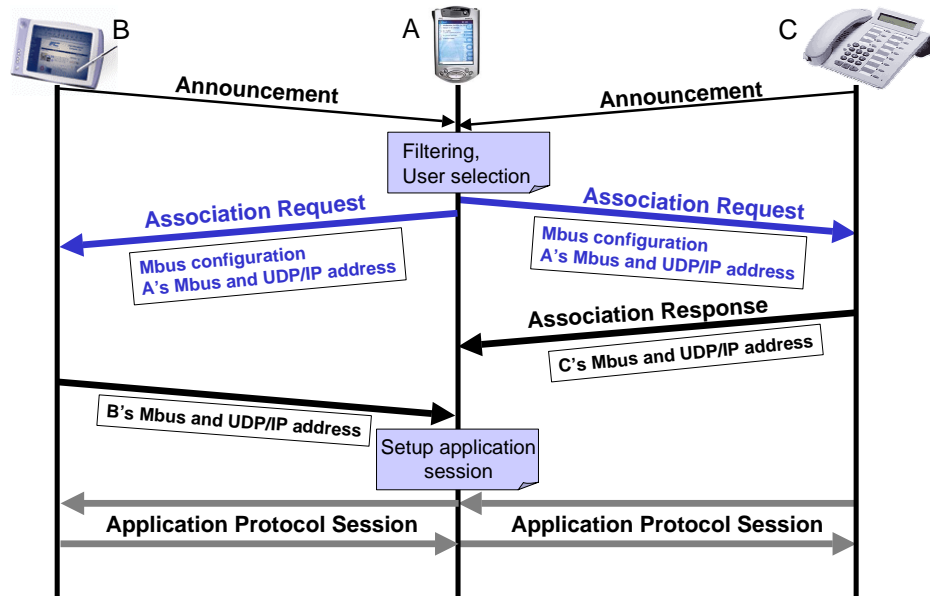 B
A
C
Announcement
Announcement
Filtering,
User selection
Association Request
Association Request
Mbus configuration
A's Mbus and UDP/IP address
Mbus configuration
A's Mbus and UDP/IP address
Association Response
C's Mbus and UDP/IP address
B's Mbus and UDP/IP address
Setup application
session
Application Protocol Session
Application Protocol Session